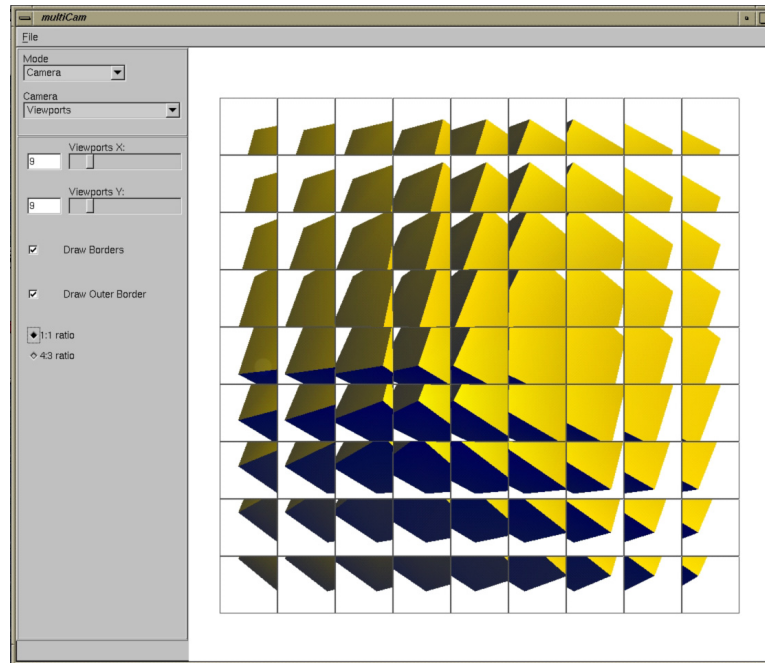 multiCam
File
Mode
Camera
Camera
Viewports
Viewports X:
9
Viewports Y:
9
Draw Borders
Draw Outer Border
1:1 ratio
4:3 ratio